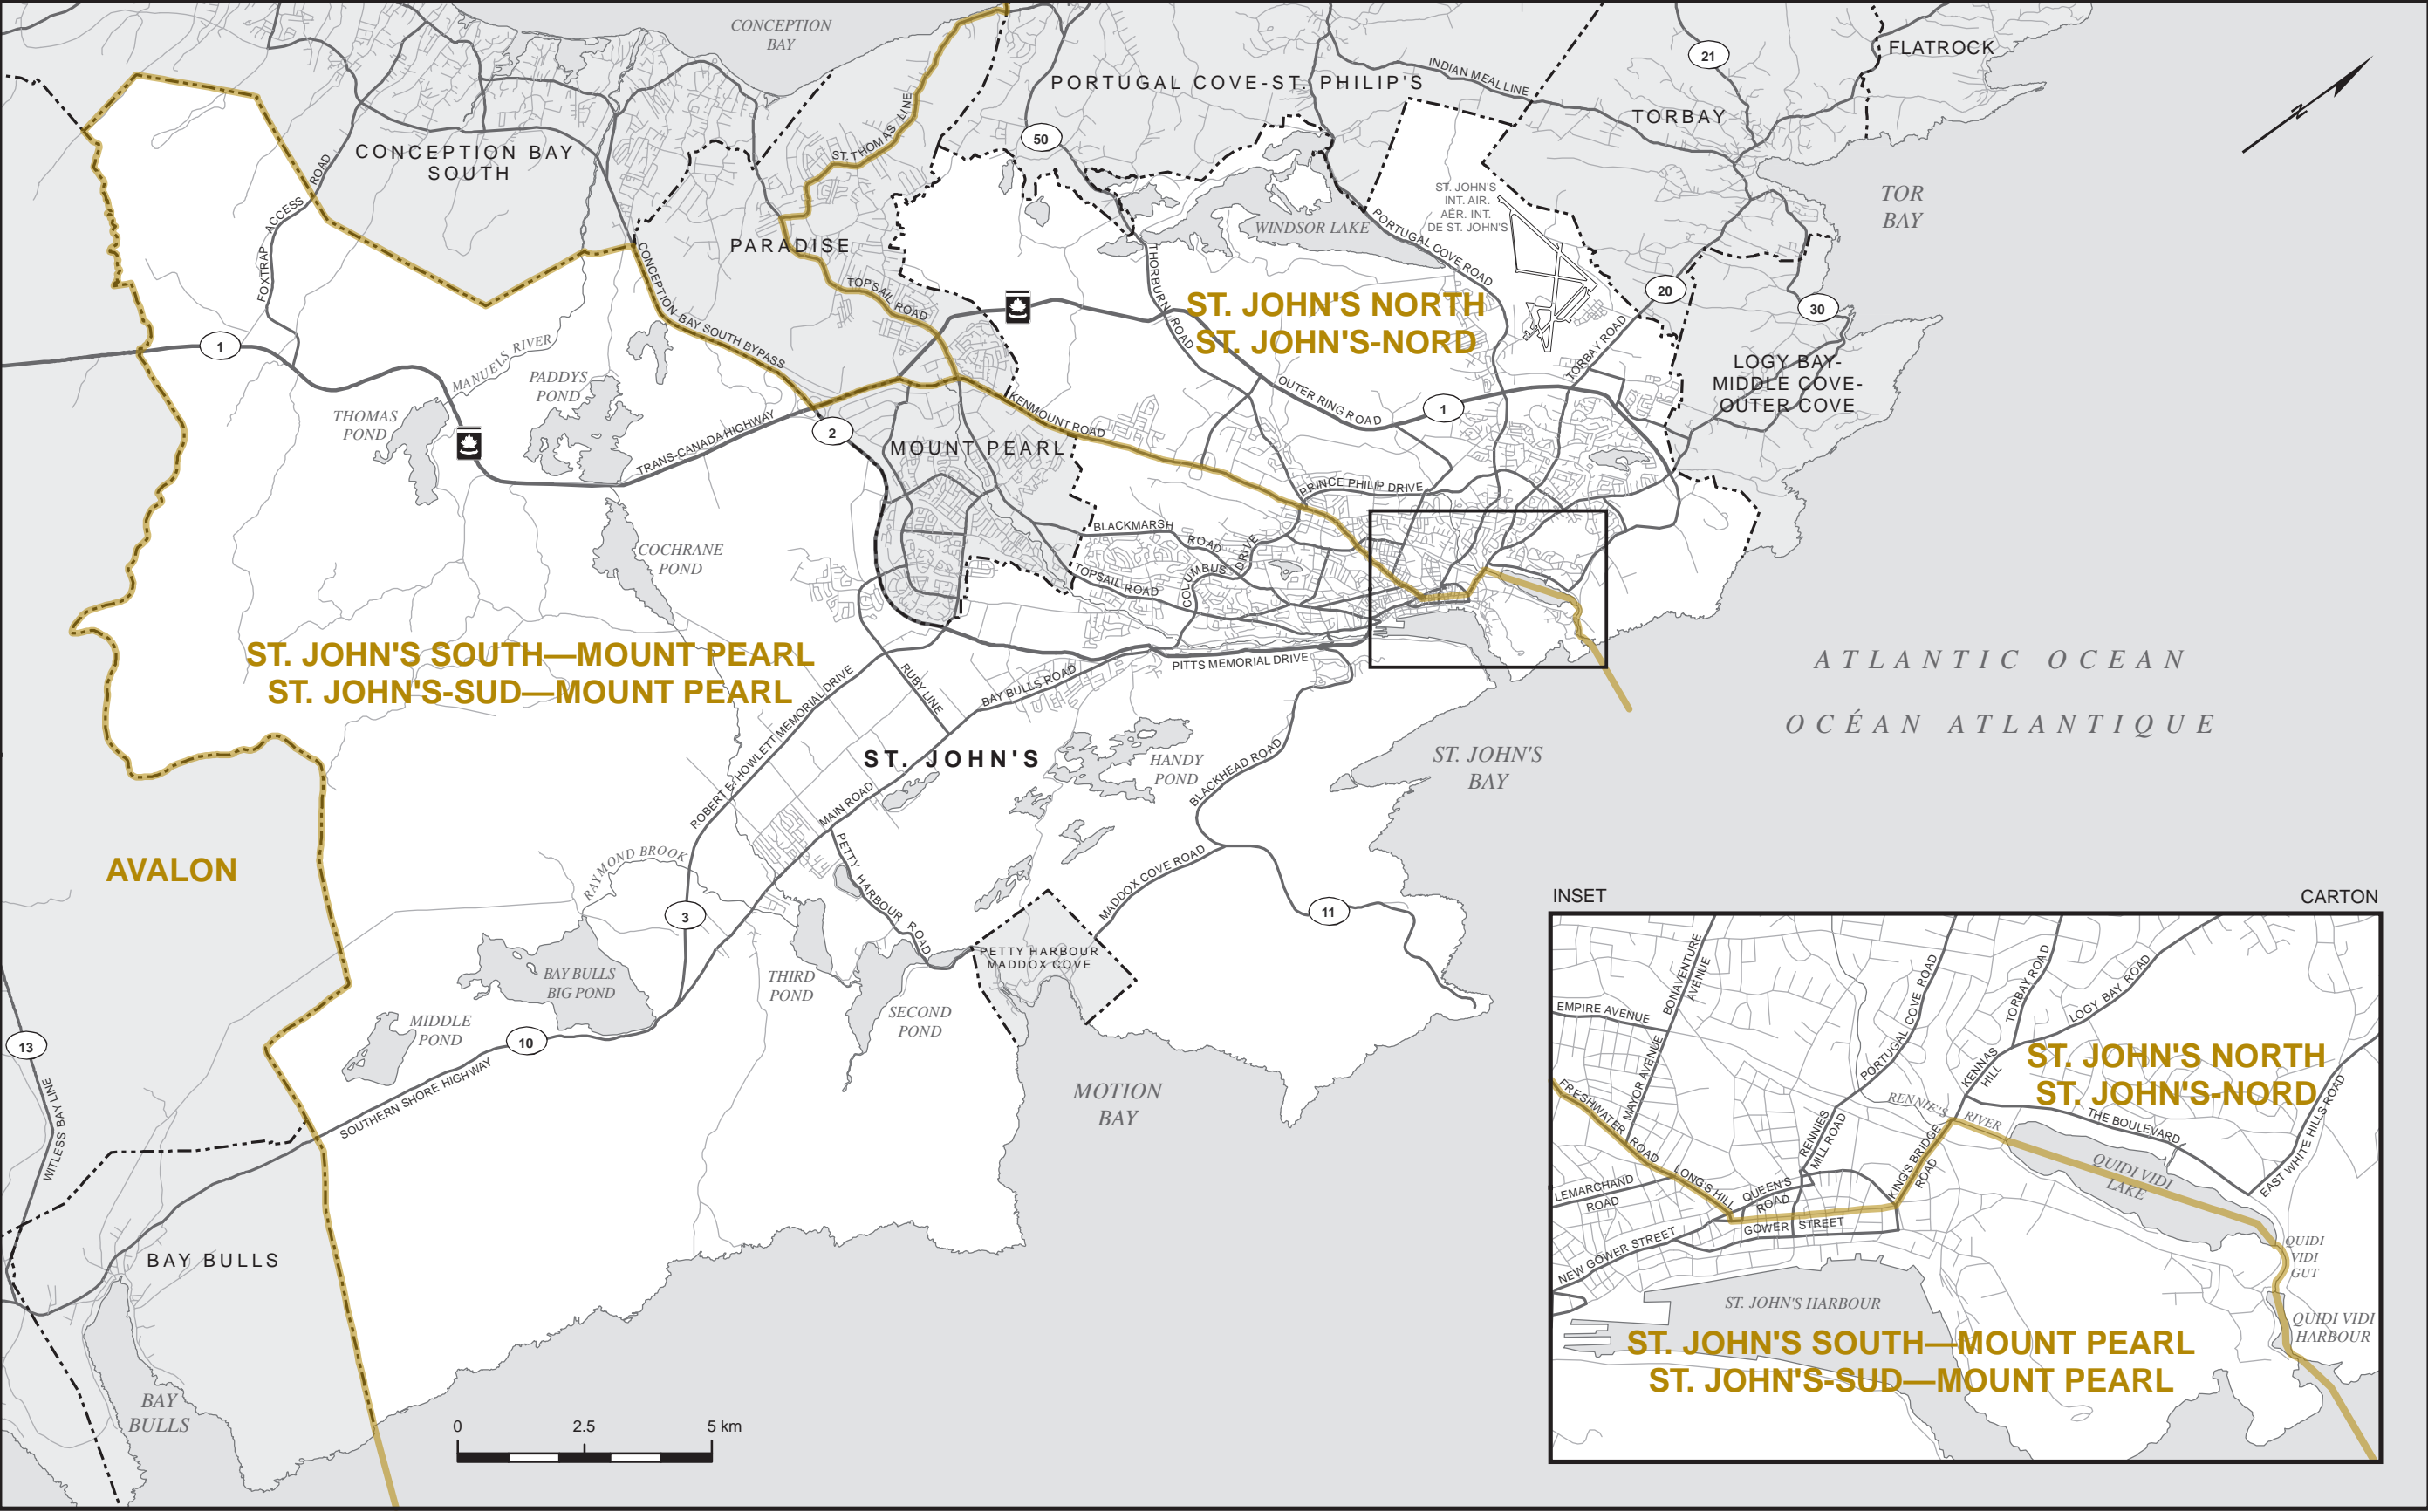 CONCEPTION
BAY
21
FLATROCK
PORTUGAL COVE-ST. PHILIP'S
INDIAN MEAL LINE
N
TORBAY
ST. THOMAS LINE
50
CONCEPTION BAY
SOUTH
FOXTRAP ACCESS ROAD
ST. JOHN'S
INT. AIR.
AÉR. INT.
DE ST. JOHN'S
TOR
BAY
WINDSOR LAKE
PORTUGAL COVE ROAD
PARADISE
CONCEPTION BAY SOUTH BYPASS
TOPSAIL ROAD
THORBURN ROAD
20
30
ST. JOHN'S NORTH
ST. JOHN'S-NORD
TORBAY ROAD
1
MANUELS RIVER
PADDYS
POND
LOGY BAY-
MIDDLE COVE-
OUTER COVE
THOMAS
POND
OUTER RING ROAD
1
KENMOUNT ROAD
TRANS-CANADA HIGHWAY
2
MOUNT PEARL
PRINCE PHILIP DRIVE
BLACKMARSH ROAD
COLUMBUS DRIVE
TOPSAIL ROAD
COCHRANE
POND
ST. JOHN'S SOUTH—MOUNT PEARL
ST. JOHN'S-SUD—MOUNT PEARL
PITTS MEMORIAL DRIVE
ATLANTIC OCEAN
OCÉAN ATLANTIQUE
RUBY LINE
BAY BULLS ROAD
ROBERT E. HOWLETT MEMORIAL DRIVE
ST. JOHN'S
HANDY
POND
ST. JOHN'S
BAY
BLACKHEAD ROAD
MAIN ROAD
PETTY HARBOUR ROAD
AVALON
RAYMOND BROOK
MADDOX COVE ROAD
3
11
PETTY HARBOUR
MADDOX COVE
BAY BULLS
BIG POND
THIRD
POND
SECOND
POND
MIDDLE
POND
10
13
SOUTHERN SHORE HIGHWAY
WITLESS BAY LINE
MOTION
BAY
BAY BULLS
BAY
BULLS
0 2.5 5 km
INSET
CARTON
BONAVENTURE
AVENUE
EMPIRE AVENUE
MAYOR AVENUE
PORTUGAL COVE ROAD
TORBAY ROAD
LOGY BAY ROAD
KENNAS
HILL
ST. JOHN'S NORTH
ST. JOHN'S-NORD
FRESHWATER ROAD
RENNIE'S RIVER
THE BOULEVARD
EAST WHITE HILLS ROAD
RENNIES
MILL ROAD
KING'S BRIDGE
ROAD
QUIDI VIDI
LAKE
LEMARCHAND
ROAD
LONG'S HILL
QUEEN'S
ROAD
GOWER STREET
NEW GOWER STREET
QUIDI
VIDI
GUT
ST. JOHN'S HARBOUR
QUIDI VIDI
HARBOUR
ST. JOHN'S SOUTH—MOUNT PEARL
ST. JOHN'S-SUD—MOUNT PEARL